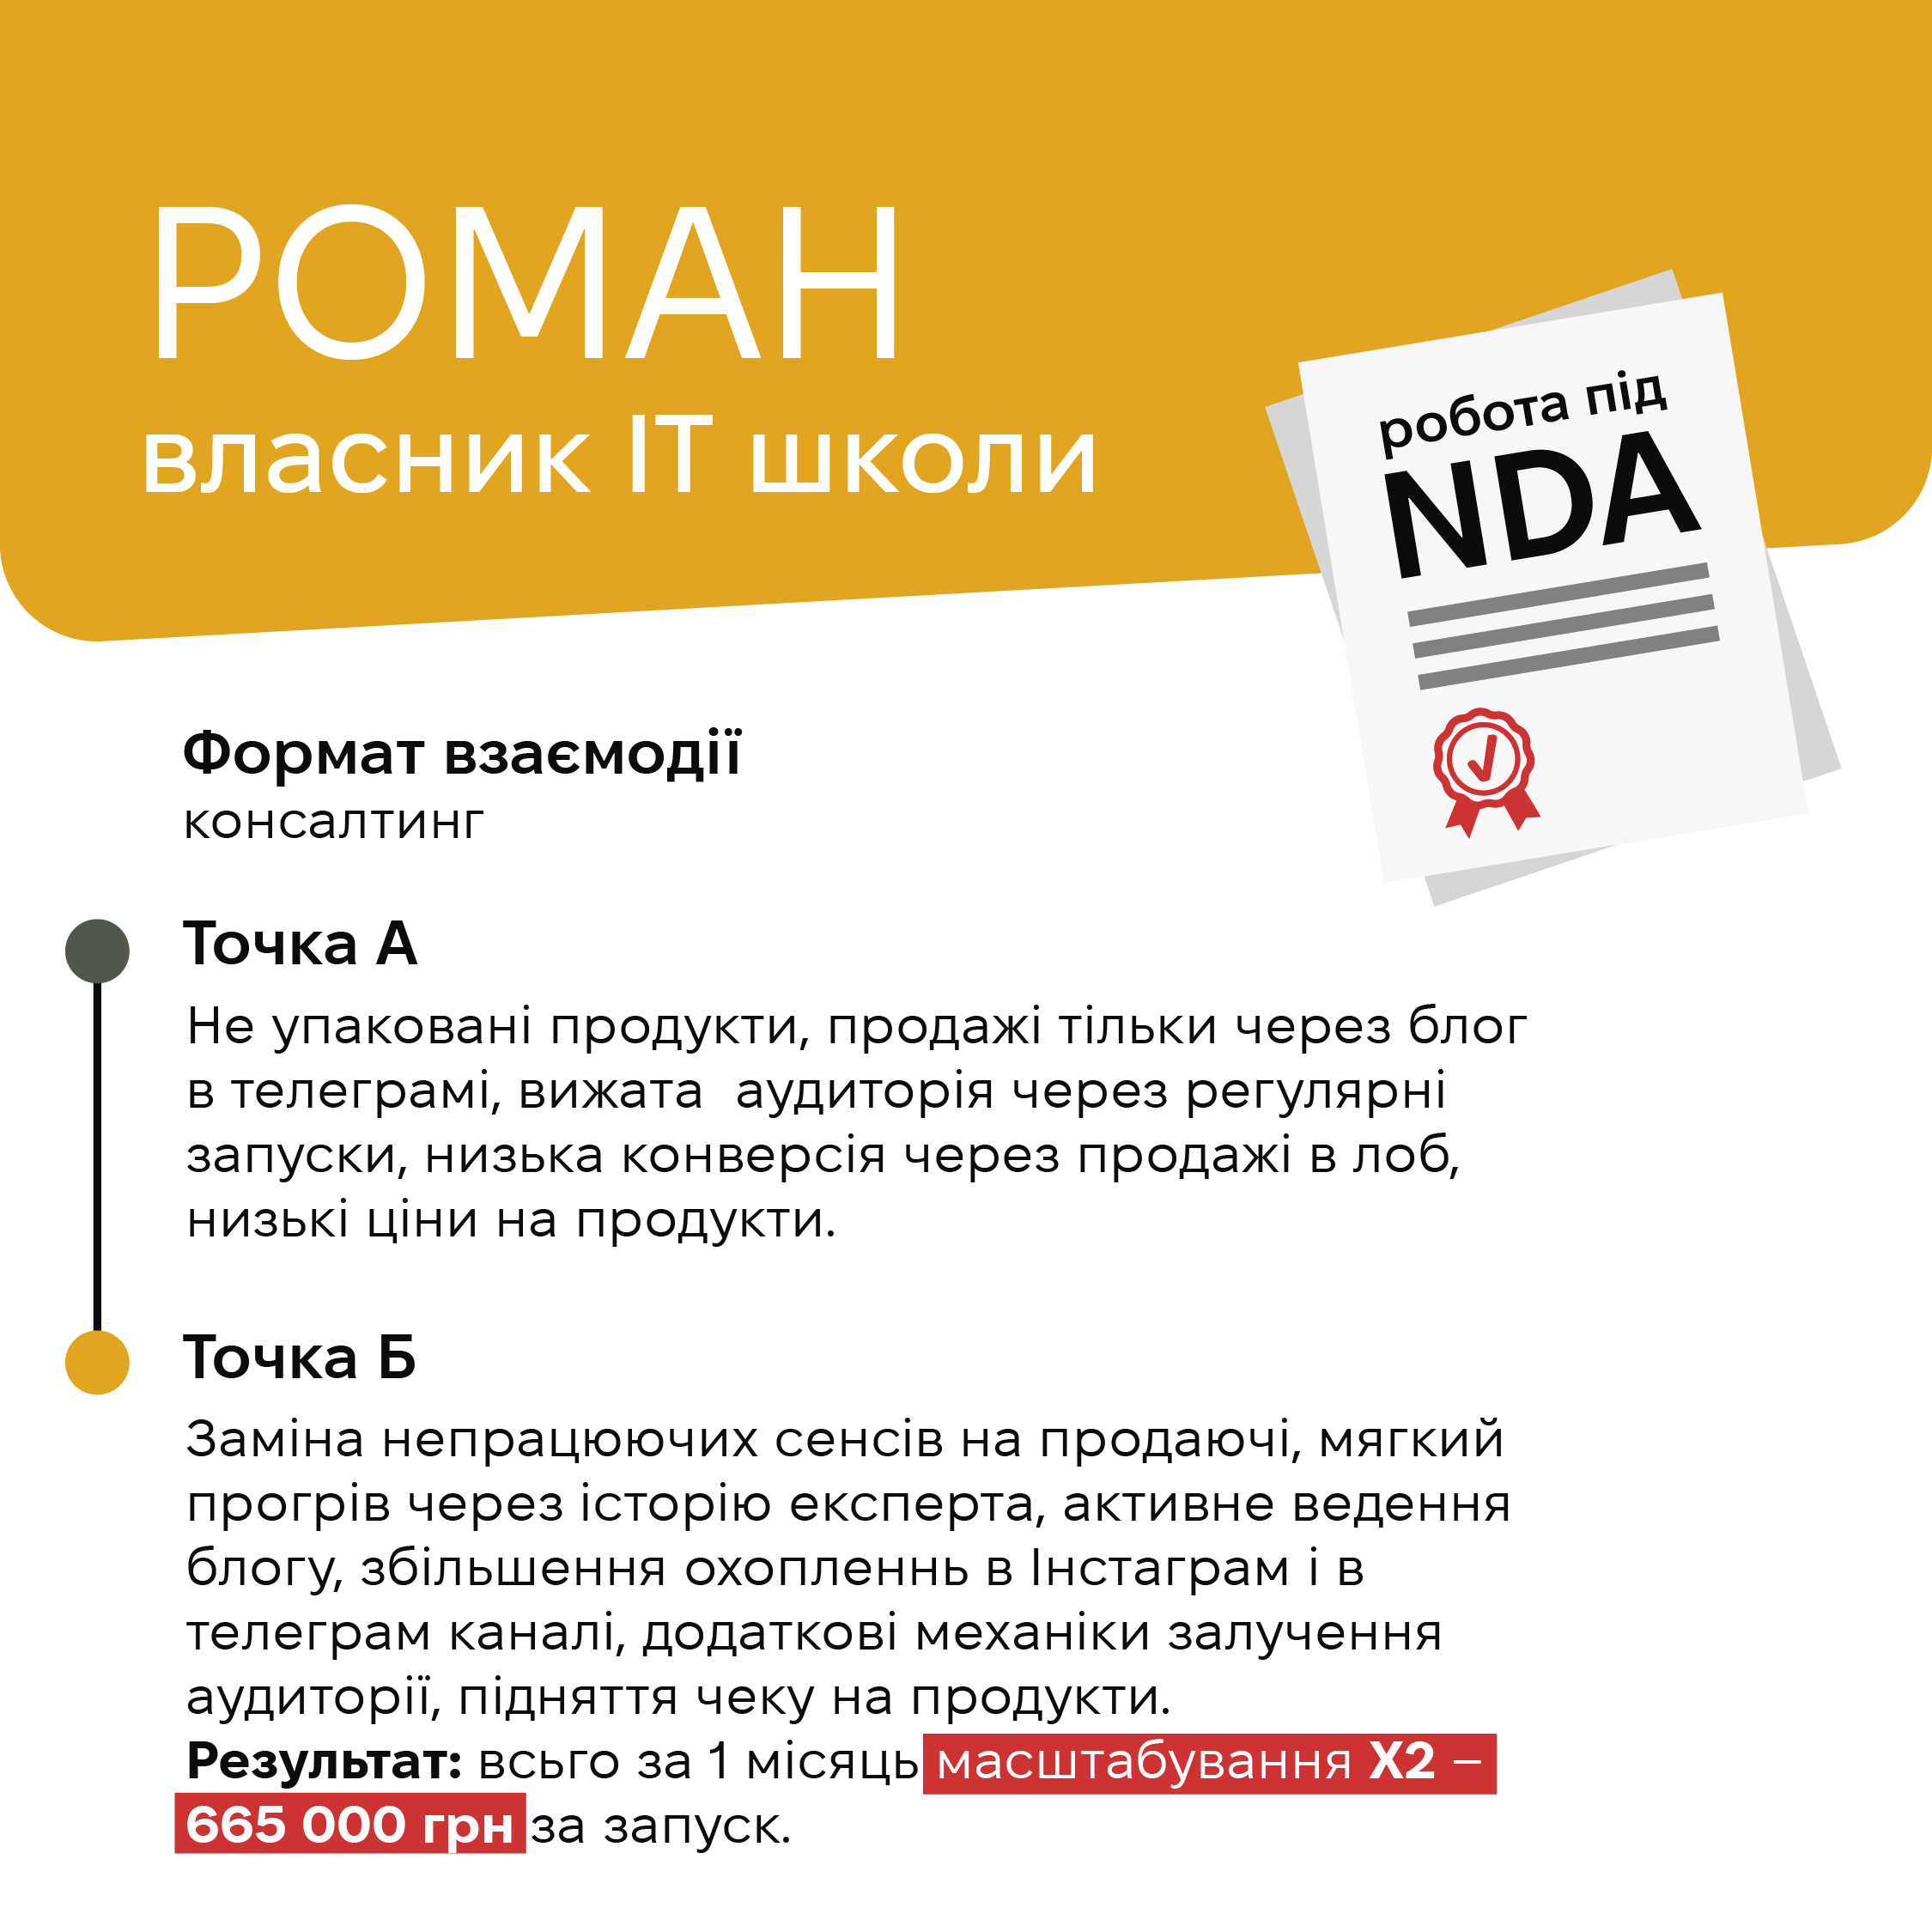 РОМАН
власник ІТ школи
робота під
NDA
Формат взаємодії
консалтинг
Точка А
Не упаковані продукти, продажі тільки через блог
в телеграмі, вижата  аудиторія через регулярні
запуски, низька конверсія через продажі в лоб,
низькі ціни на продукти.
Точка Б
Заміна непрацюючих сенсів на продаючі, мягкий
прогрів через історію експерта, активне ведення
блогу, збільшення охопленнь в Інстаграм і в
телеграм каналі, додаткові механіки залучення
аудиторії, підняття чеку на продукти.
Результат: всьго за 1 місяць масштабування Х2 –
665 000 грн за запуск.